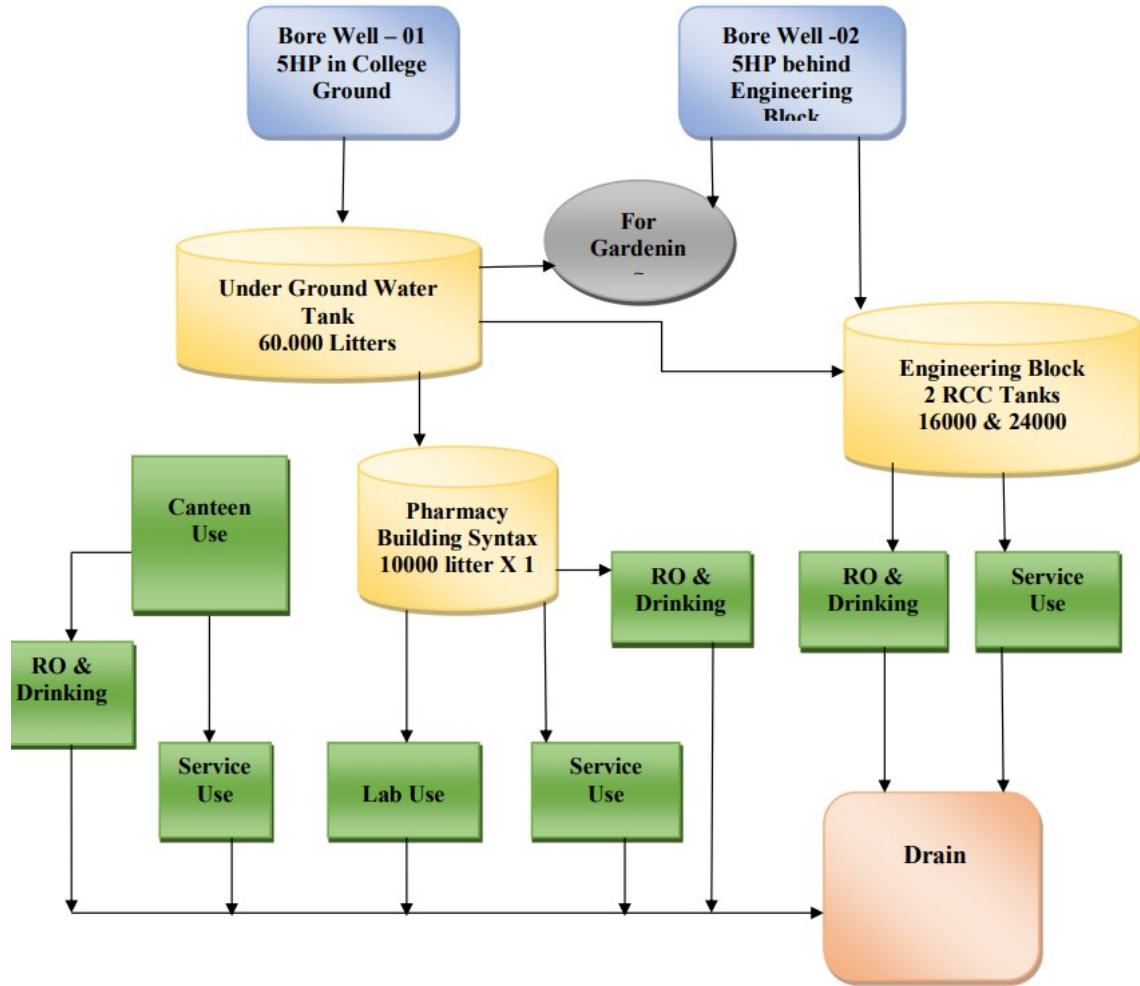 Bore Well – 01
5HP in College
Ground
Bore Well -02
5HP behind
Engineering
Block
For
Gardenin
Under Ground Water
Tank
60.000 Litters
Engineering Block
2 RCC Tanks
16000 & 24000
Canteen
Use
Pharmacy
Building Syntax
10000 litter X 1
RO &
Drinking
RO &
Drinking
Service
Use
RO &
Drinking
Service
Use
Lab Use
Service
Use
Drain